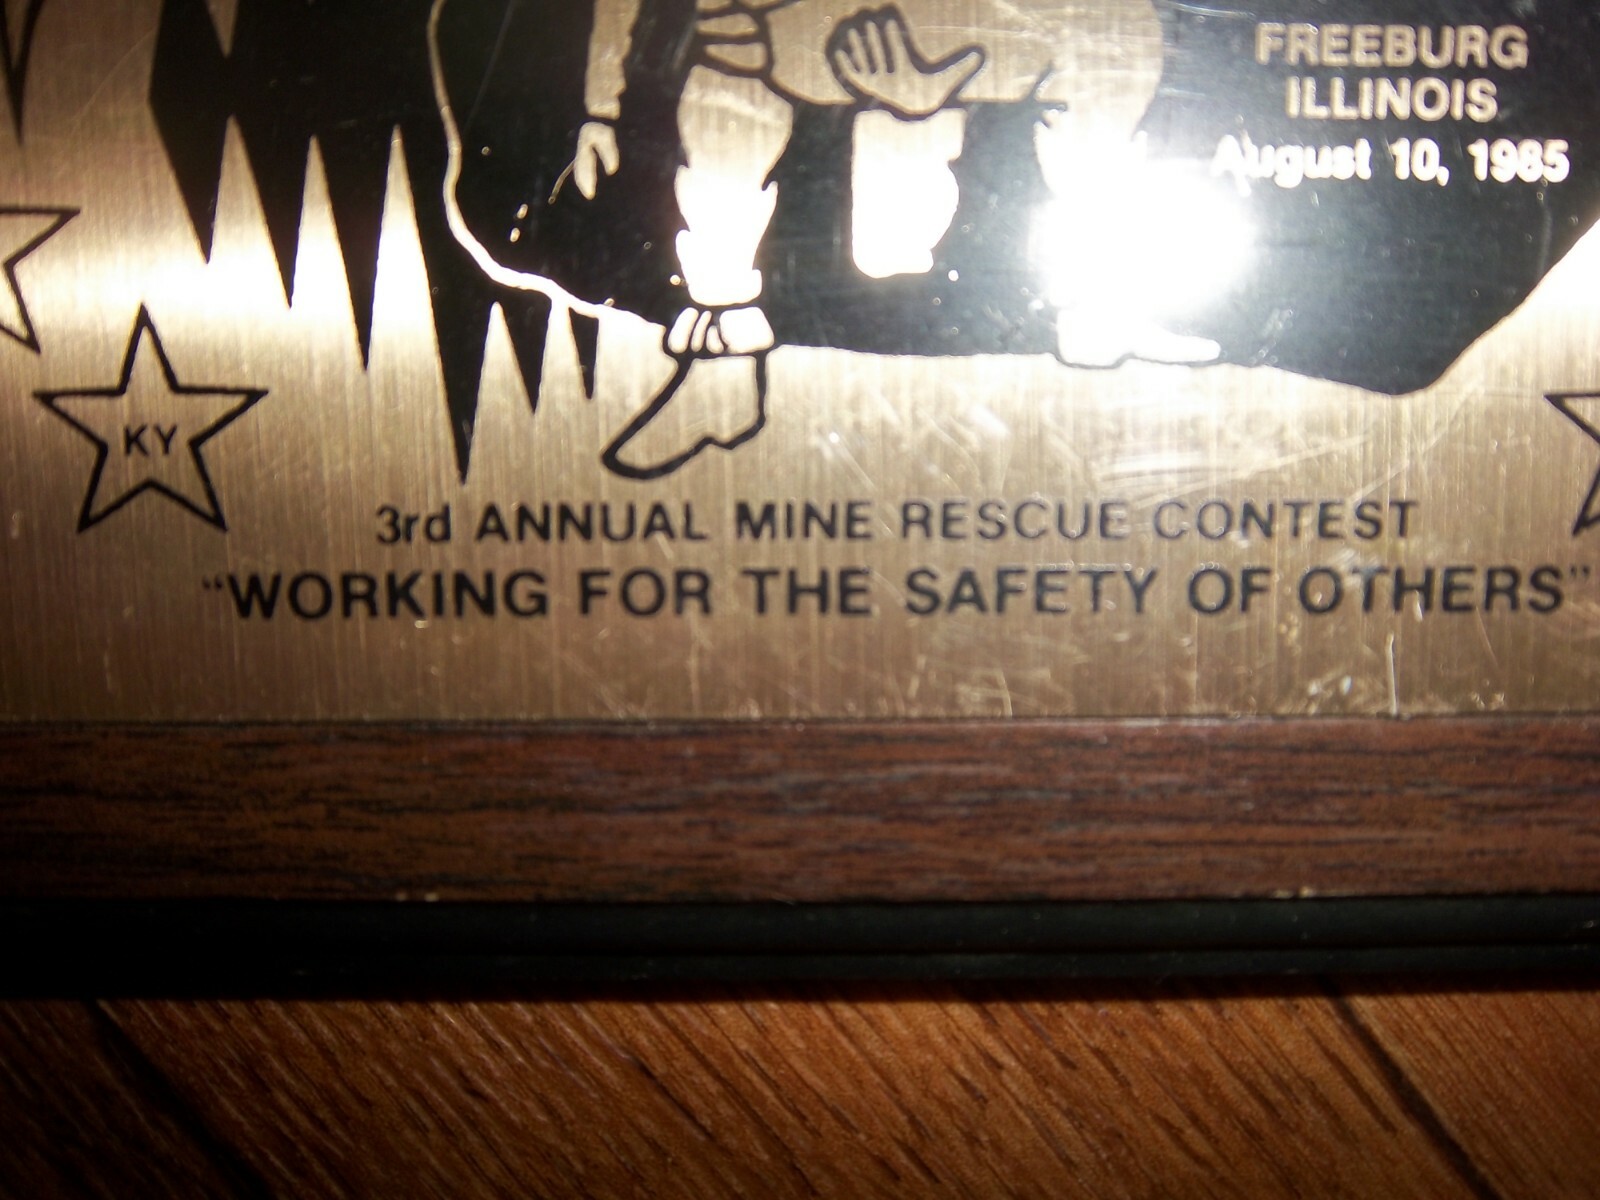 FREEBURG
ILLINOIS
August 10, 1985
KY
3rd ANNUAL MINE RESCUE CONTEST
"WORKING FOR THE SAFETY OF OTHERS"